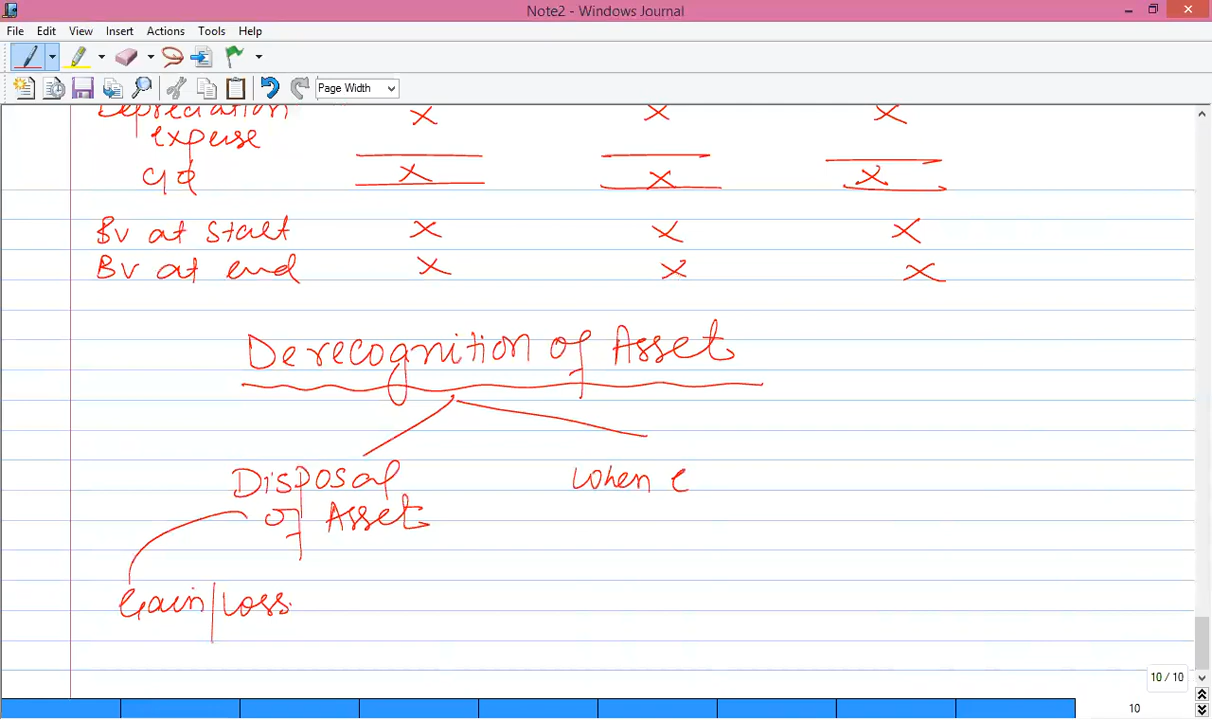 Note2 - Windows Journal
File Edit View Insert Actions Tools Help
Page Width
Depreciation X X X
expense
C/d X X X
BV at Start X X X
BV at end X X X
Derecognition of Asset
Disposal When e
of Asset
Gain/Loss
10 / 10
10